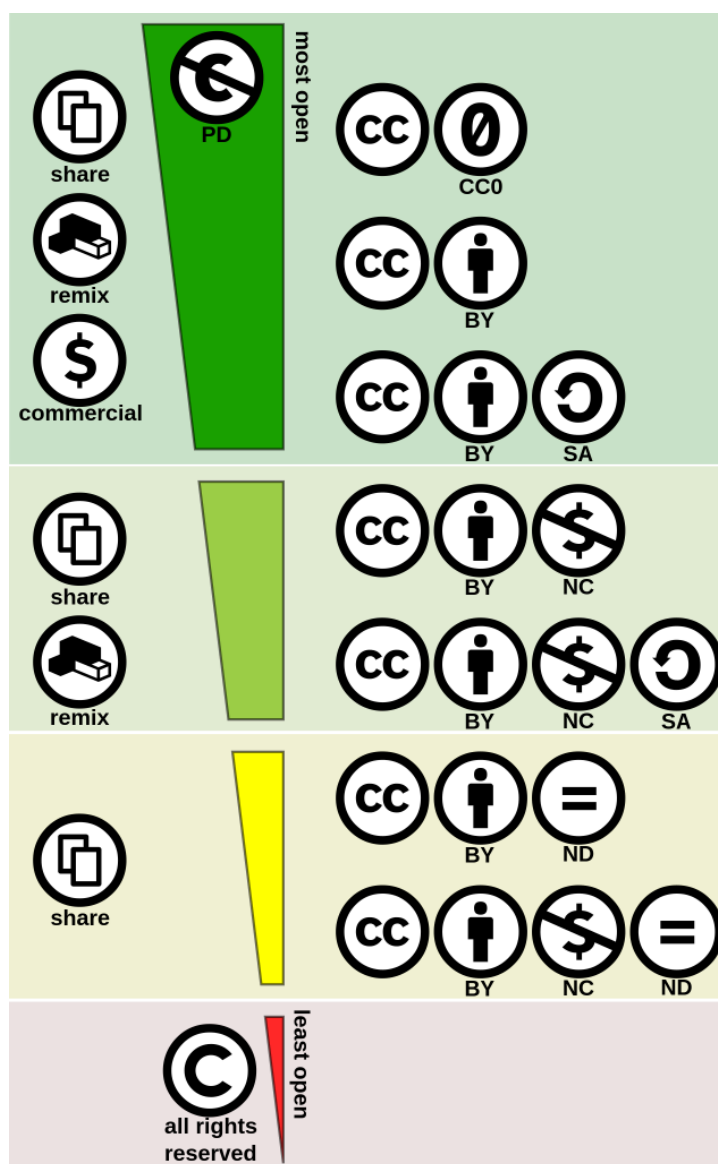 most open
PD
share
remix
commercial
cc 0
CC0
cc
BY
cc
BY SA
share
remix
cc $
BY NC
cc $
BY NC SA
share
cc =
BY ND
cc $ =
BY NC ND
least open
C
all rights
reserved